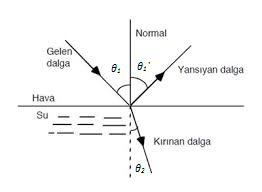 Normal
Gelen
dalga
θ₁
θ₁'
Yansıyan dalga
Hava
Su
Kırınan dalga
θ₂